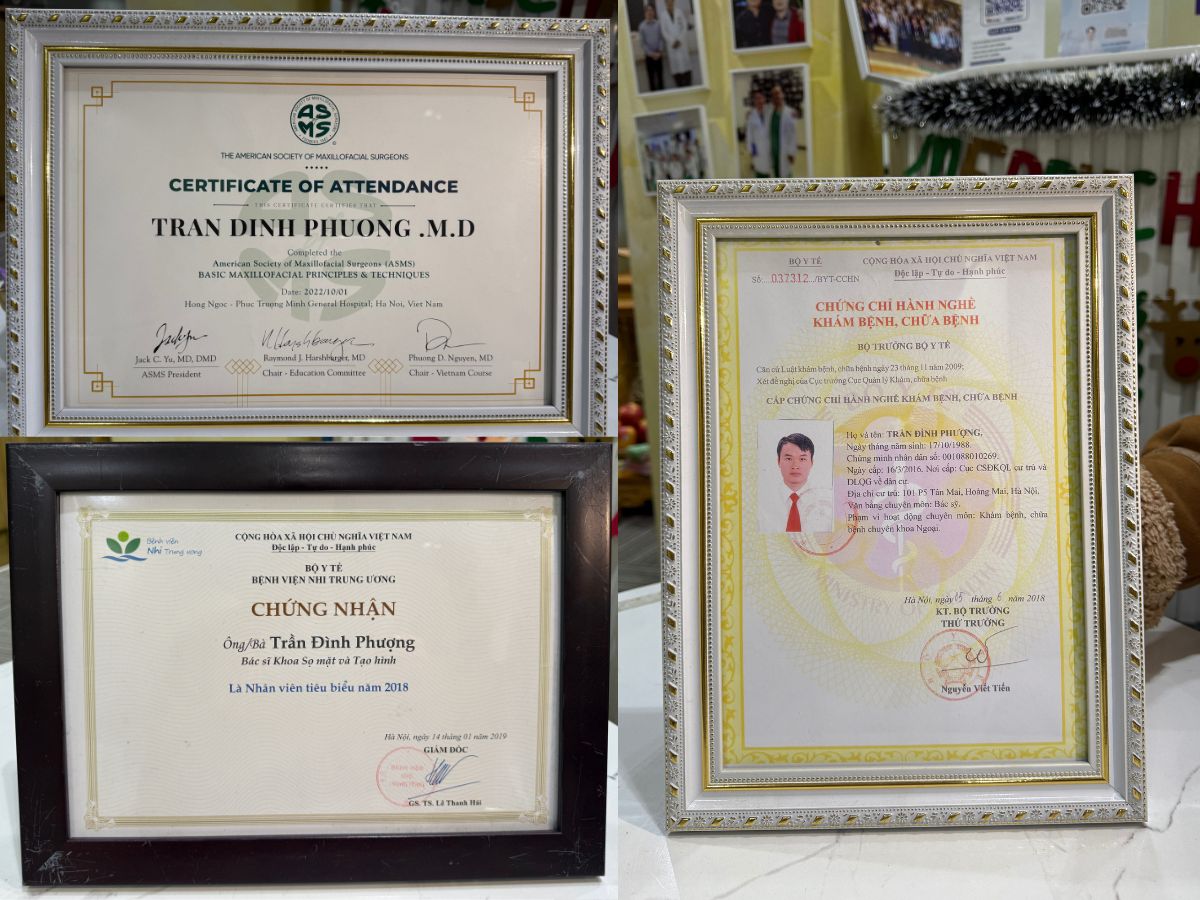 ASMS
THE AMERICAN SOCIETY OF MAXILLOFACIAL SURGEONS
CERTIFICATE OF ATTENDANCE
THIS CERTIFICATE CERTIFIES THAT
TRAN DINH PHUONG .M.D
Completed the
American Society of Maxillofacial Surgeons (ASMS)
BASIC MAXILLOFACIAL PRINCIPLES & TECHNIQUES
Date: 2022/10/01
Hong Ngoc - Phuc Truong Minh General Hospital; Ha Noi, Viet Nam
Jack C. Yu, MD, DMD
ASMS President
Raymond J. Harshbarger, MD
Chair - Education Committee
Phuong D. Nguyen, MD
Chair - Vietnam Course
Bệnh viện
Nhi Trung ương
CỘNG HÒA XÃ HỘI CHỦ NGHĨA VIỆT NAM
Độc lập - Tự do - Hạnh phúc
BỘ Y TẾ
BỆNH VIỆN NHI TRUNG ƯƠNG
CHỨNG NHẬN
Ông/Bà Trần Đình Phượng
Bác sĩ Khoa Sọ mặt và Tạo hình
Là Nhân viên tiêu biểu năm 2018
Hà Nội, ngày 14 tháng 01 năm 2019
GIÁM ĐỐC
GS. TS. Lê Thanh Hải
BỘ Y TẾ
Số:....037312.../BYT-CCHN
CỘNG HÒA XÃ HỘI CHỦ NGHĨA VIỆT NAM
Độc lập - Tự do - Hạnh phúc
CHỨNG CHỈ HÀNH NGHỀ
KHÁM BỆNH, CHỮA BỆNH
BỘ TRƯỞNG BỘ Y TẾ
Căn cứ Luật khám bệnh, chữa bệnh ngày 23 tháng 11 năm 2009;
Xét đề nghị của Cục trưởng Cục Quản lý Khám, chữa bệnh
CẤP CHỨNG CHỈ HÀNH NGHỀ KHÁM BỆNH, CHỮA BỆNH
Họ và tên: TRẦN ĐÌNH PHƯỢNG,
Ngày tháng năm sinh: 17/10/1988.
Chứng minh nhân dân số: 001088010269.
Ngày cấp: 16/3/2016. Nơi cấp: Cục CSĐKQL cư trú và
DLQG về dân cư.
Địa chỉ cư trú: 101 P5 Tân Mai, Hoàng Mai, Hà Nội.
Văn bằng chuyên môn: Bác sỹ.
Phạm vi hoạt động chuyên môn: Khám bệnh, chữa
bệnh chuyên khoa Ngoại.
Hà Nội, ngày 15 tháng 6 năm 2018
KT. BỘ TRƯỞNG
THỨ TRƯỞNG
Nguyễn Viết Tiến